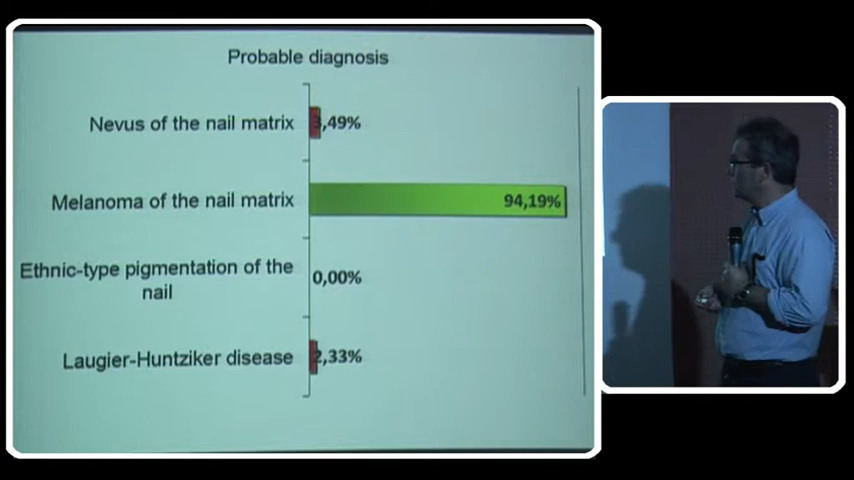 Probable diagnosis
Nevus of the nail matrix
3,49%
Melanoma of the nail matrix
94,19%
Ethnic-type pigmentation of the
nail
0,00%
Laugier-Huntziker disease
2,33%